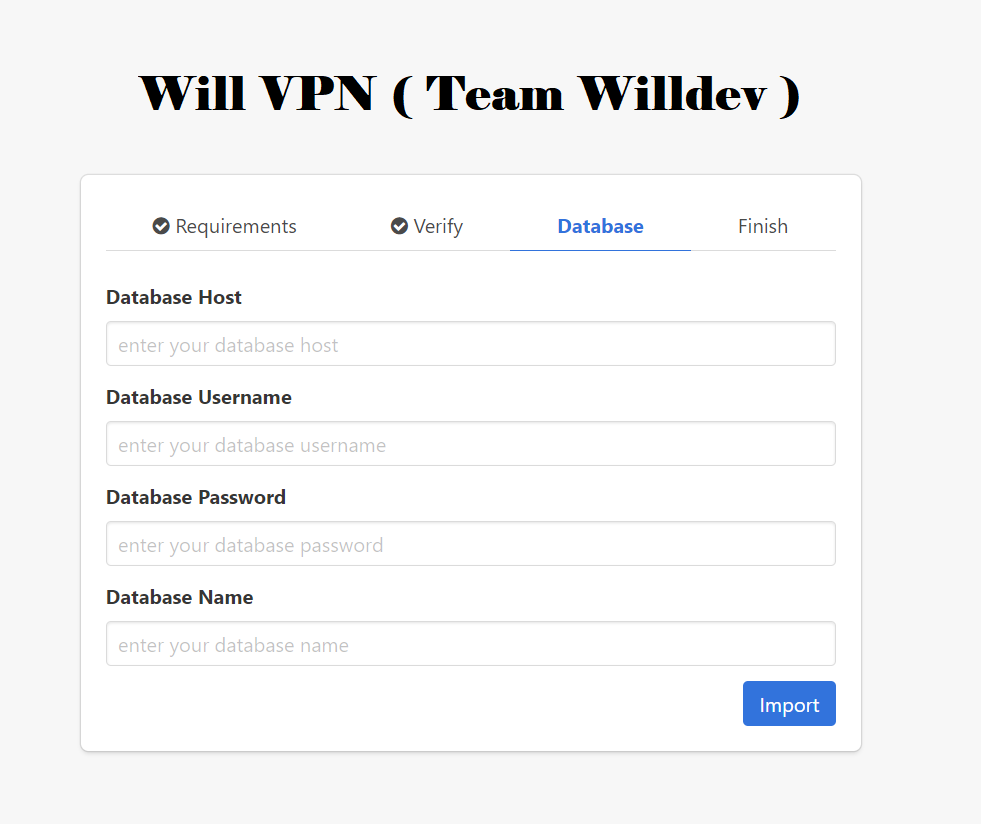 Will VPN ( Team Willdev )
Requirements Verify Database Finish
Database Host
enter your database host
Database Username
enter your database username
Database Password
enter your database password
Database Name
enter your database name
Import